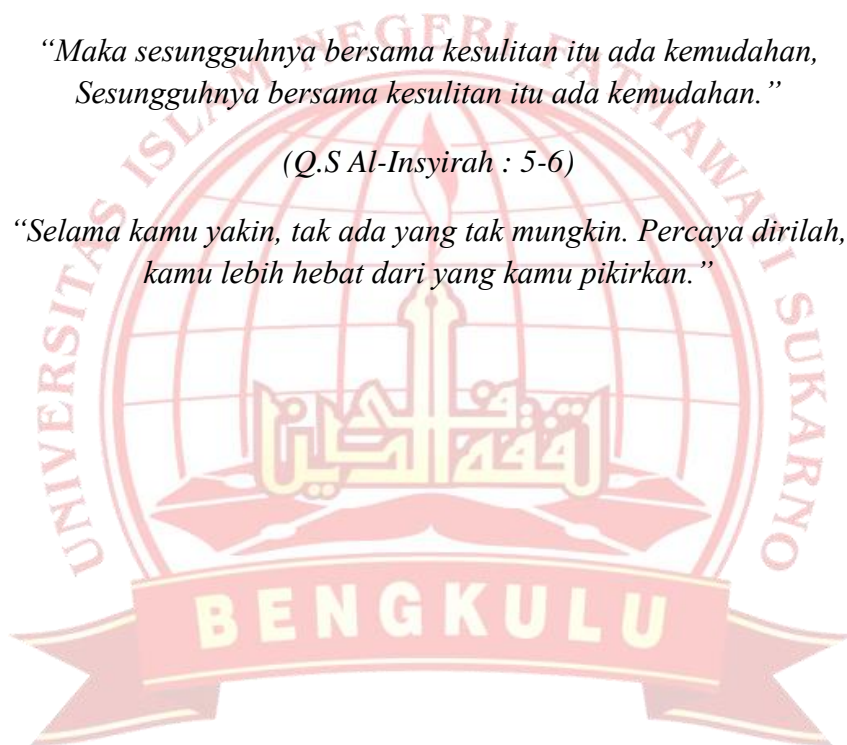 “Maka sesungguhnya bersama kesulitan itu ada kemudahan,
Sesungguhnya bersama kesulitan itu ada kemudahan.”
(Q.S Al-Insyirah : 5-6)
“Selama kamu yakin, tak ada yang tak mungkin. Percaya dirilah,
kamu lebih hebat dari yang kamu pikirkan.”
UNIVERSITAS ISLAM NEGERI FATMAWATI SUKARNO
BENGKULU